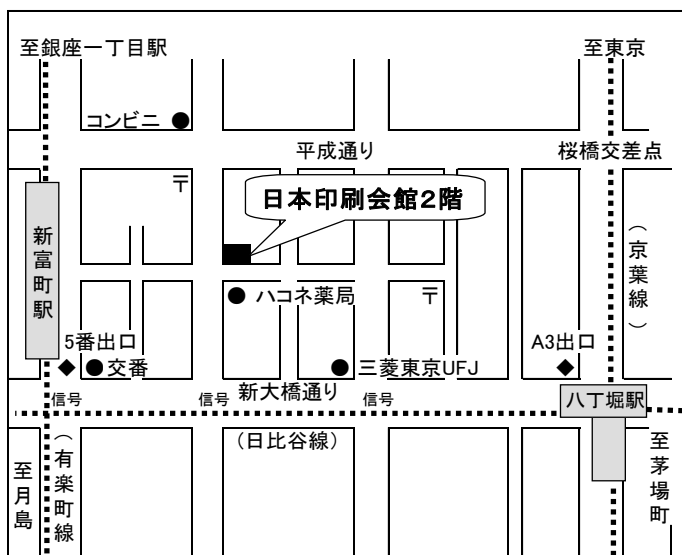 至銀座一丁目駅
至東京
コンビニ
平成通り
桜橋交差点
〒
日本印刷会館2階
新富町駅
（京葉線）
ハコネ薬局
〒
5番出口
交番
三菱東京UFJ
A3出口
新大橋通り
信号
信号
信号
八丁堀駅
（日比谷線）
至月島
（有楽町線
至茅場町